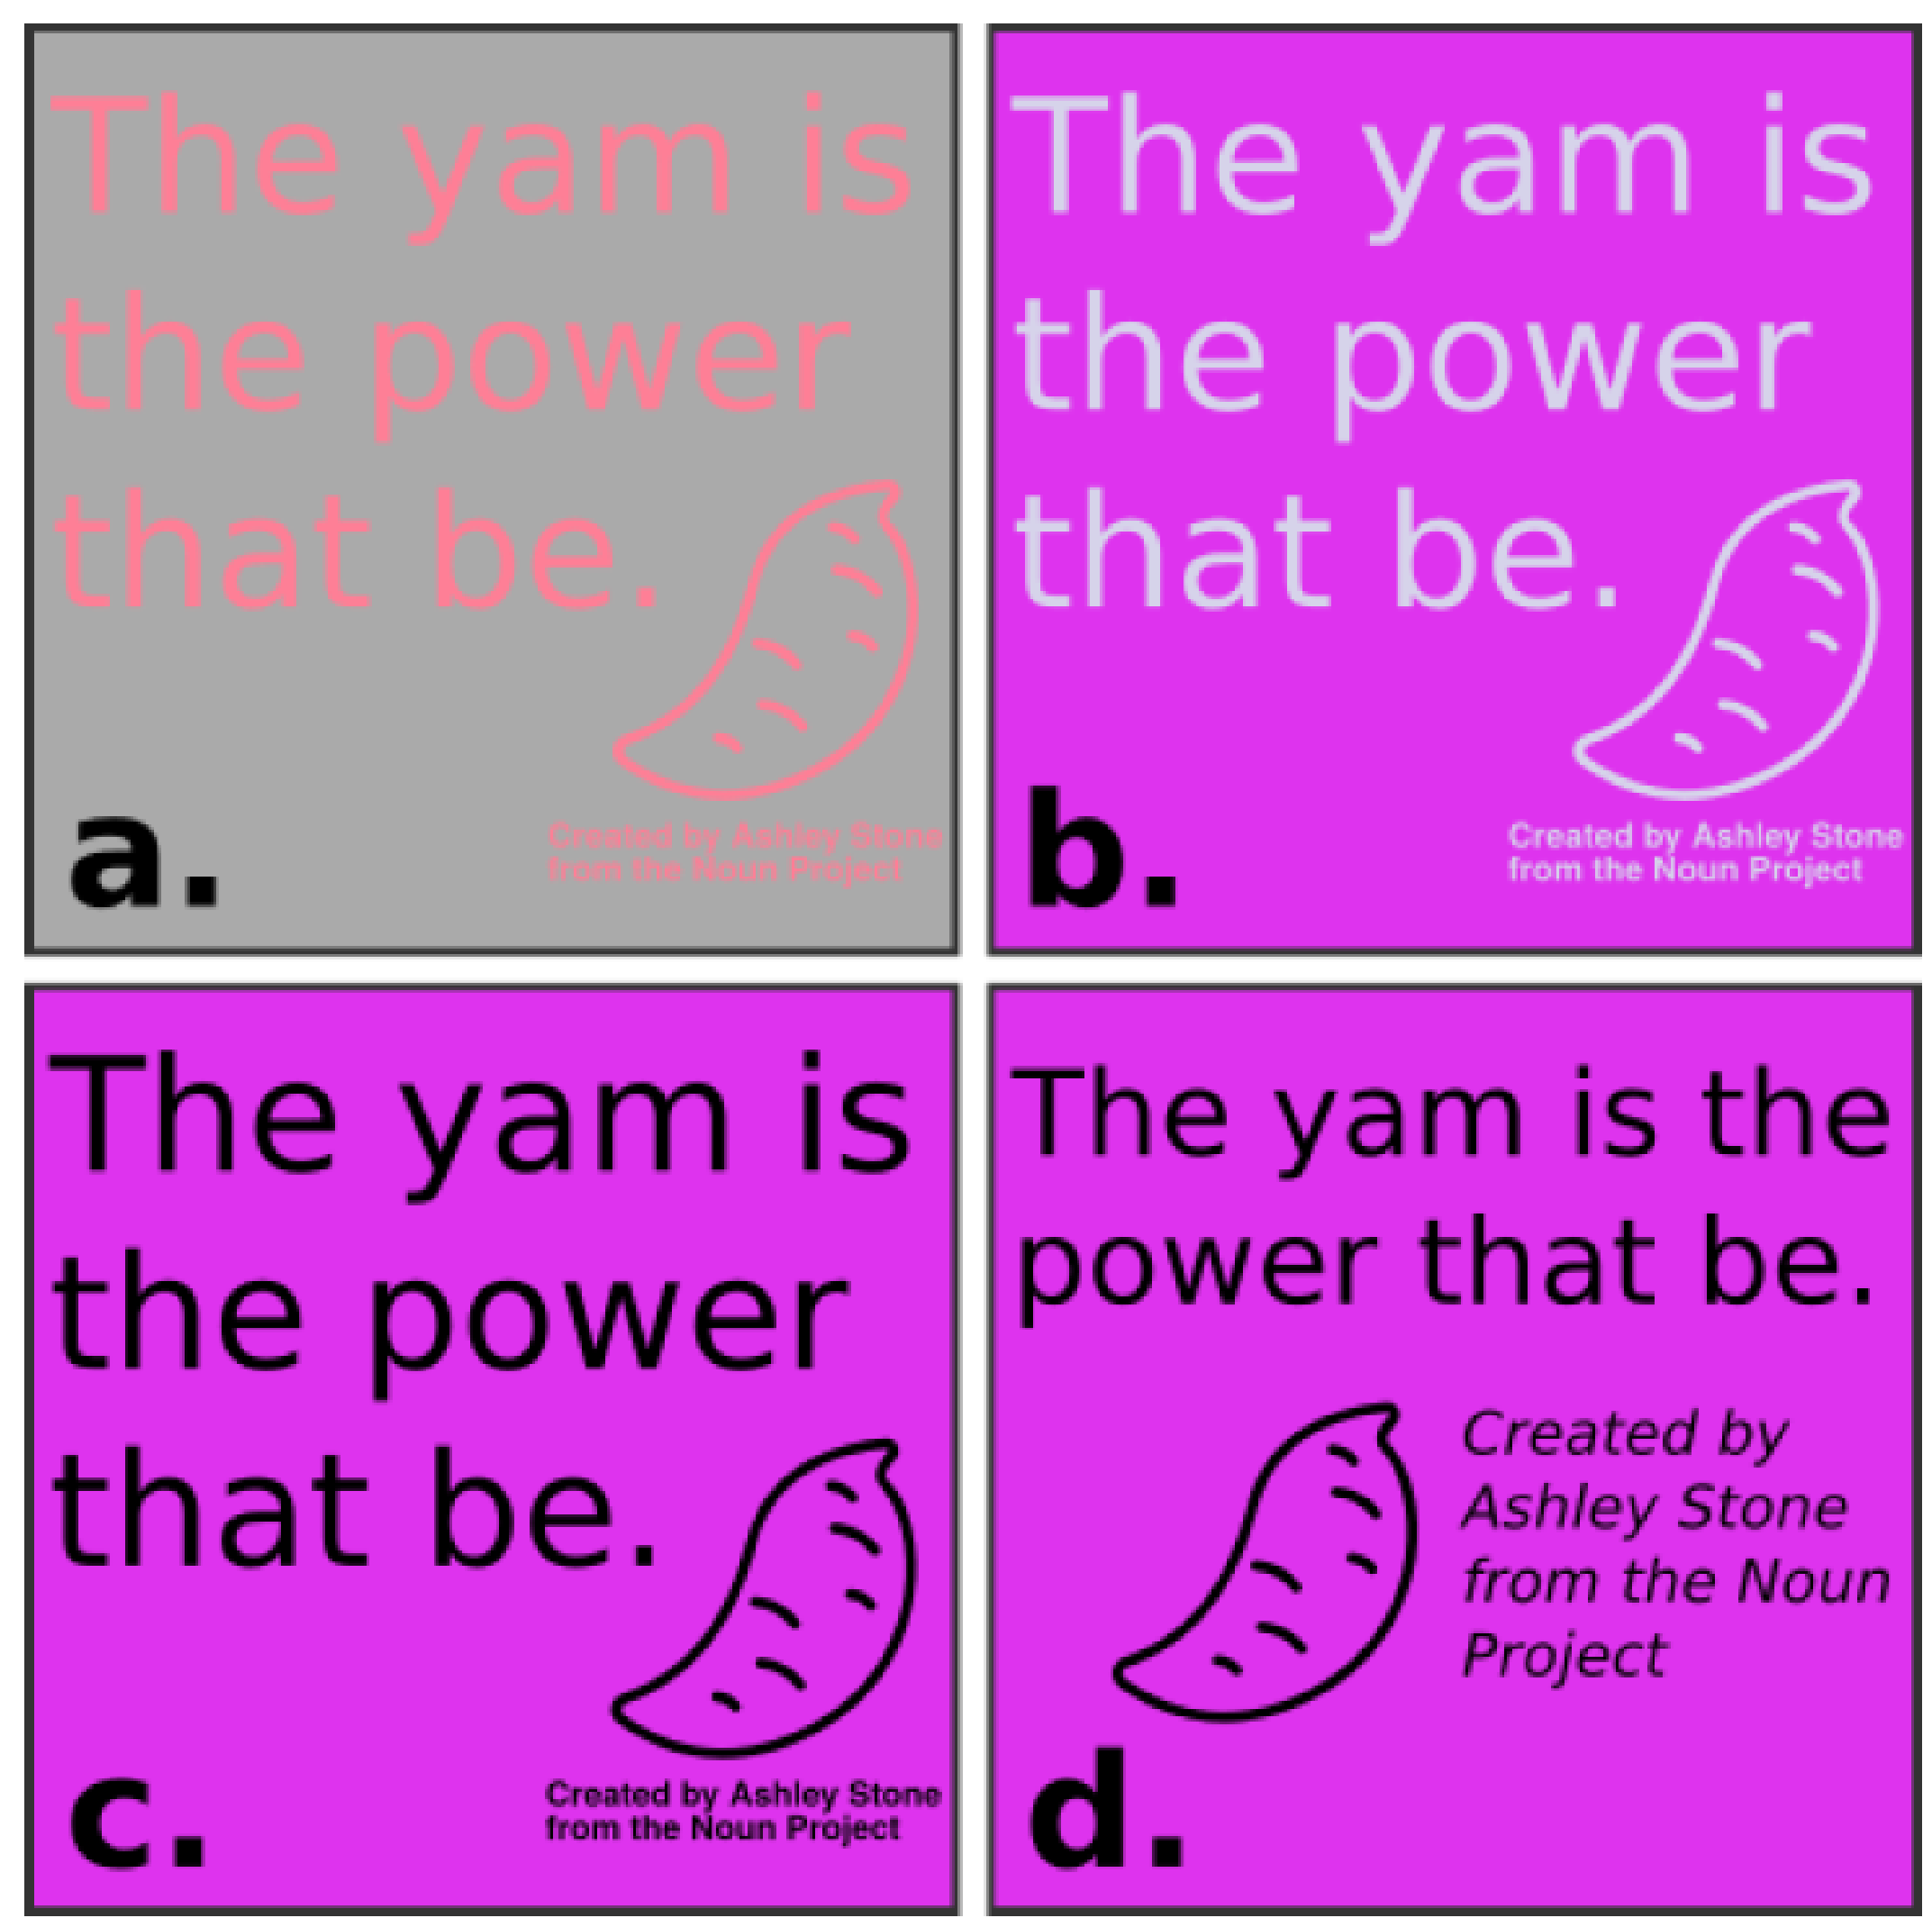 The yam is
the power
that be.
Created by Ashley Stone
from the Noun Project
a.
The yam is
the power
that be.
Created by Ashley Stone
from the Noun Project
b.
The yam is
the power
that be.
Created by Ashley Stone
from the Noun Project
c.
The yam is the
power that be.
Created by
Ashley Stone
from the Noun
Project
d.